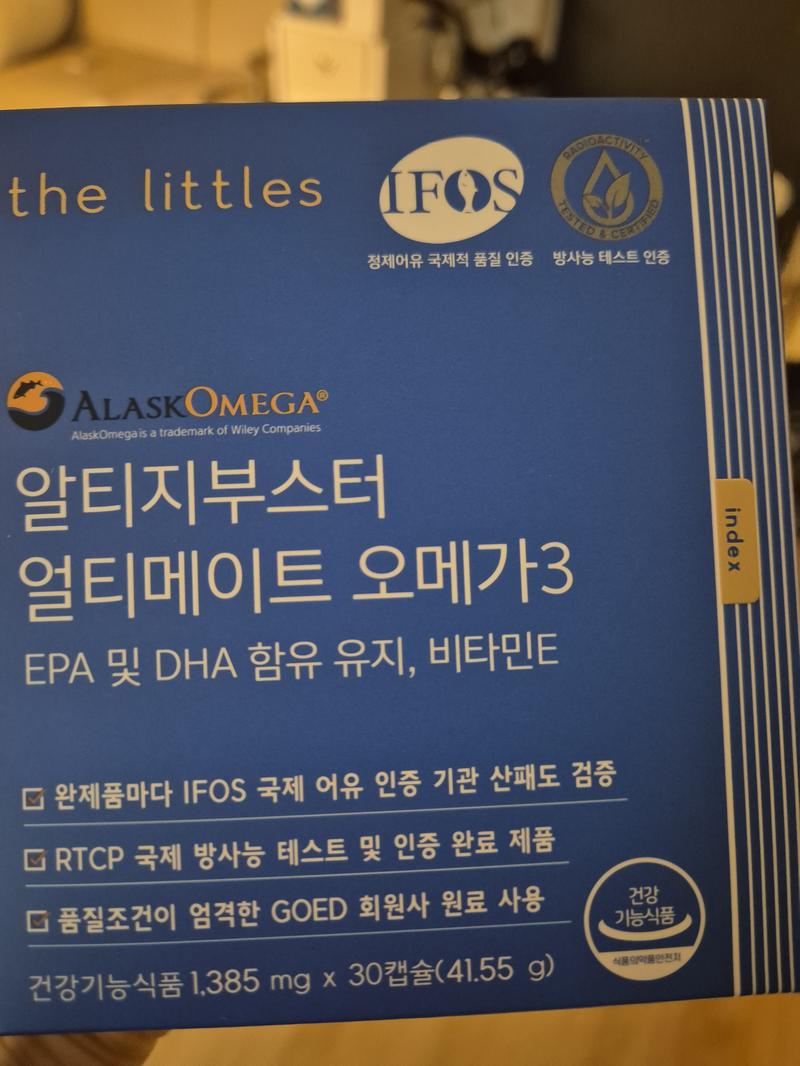 the littles
IFOS
정제어유 국제적 품질 인증
RADIOACTIVITY
TESTED & CERTIFIED
방사능 테스트 인증
ALASKOMEGA®
AlaskOmega is a trademark of Wiley Companies
알티지부스터
얼티메이트 오메가3
EPA 및 DHA 함유 유지, 비타민E
index
완제품마다 IFOS 국제 어유 인증 기관 산패도 검증
RTCP 국제 방사능 테스트 및 인증 완료 제품
품질조건이 엄격한 GOED 회원사 원료 사용
건강기능식품 1,385 mg x 30캡슐(41.55 g)
건강
기능식품
식품의약품안전처